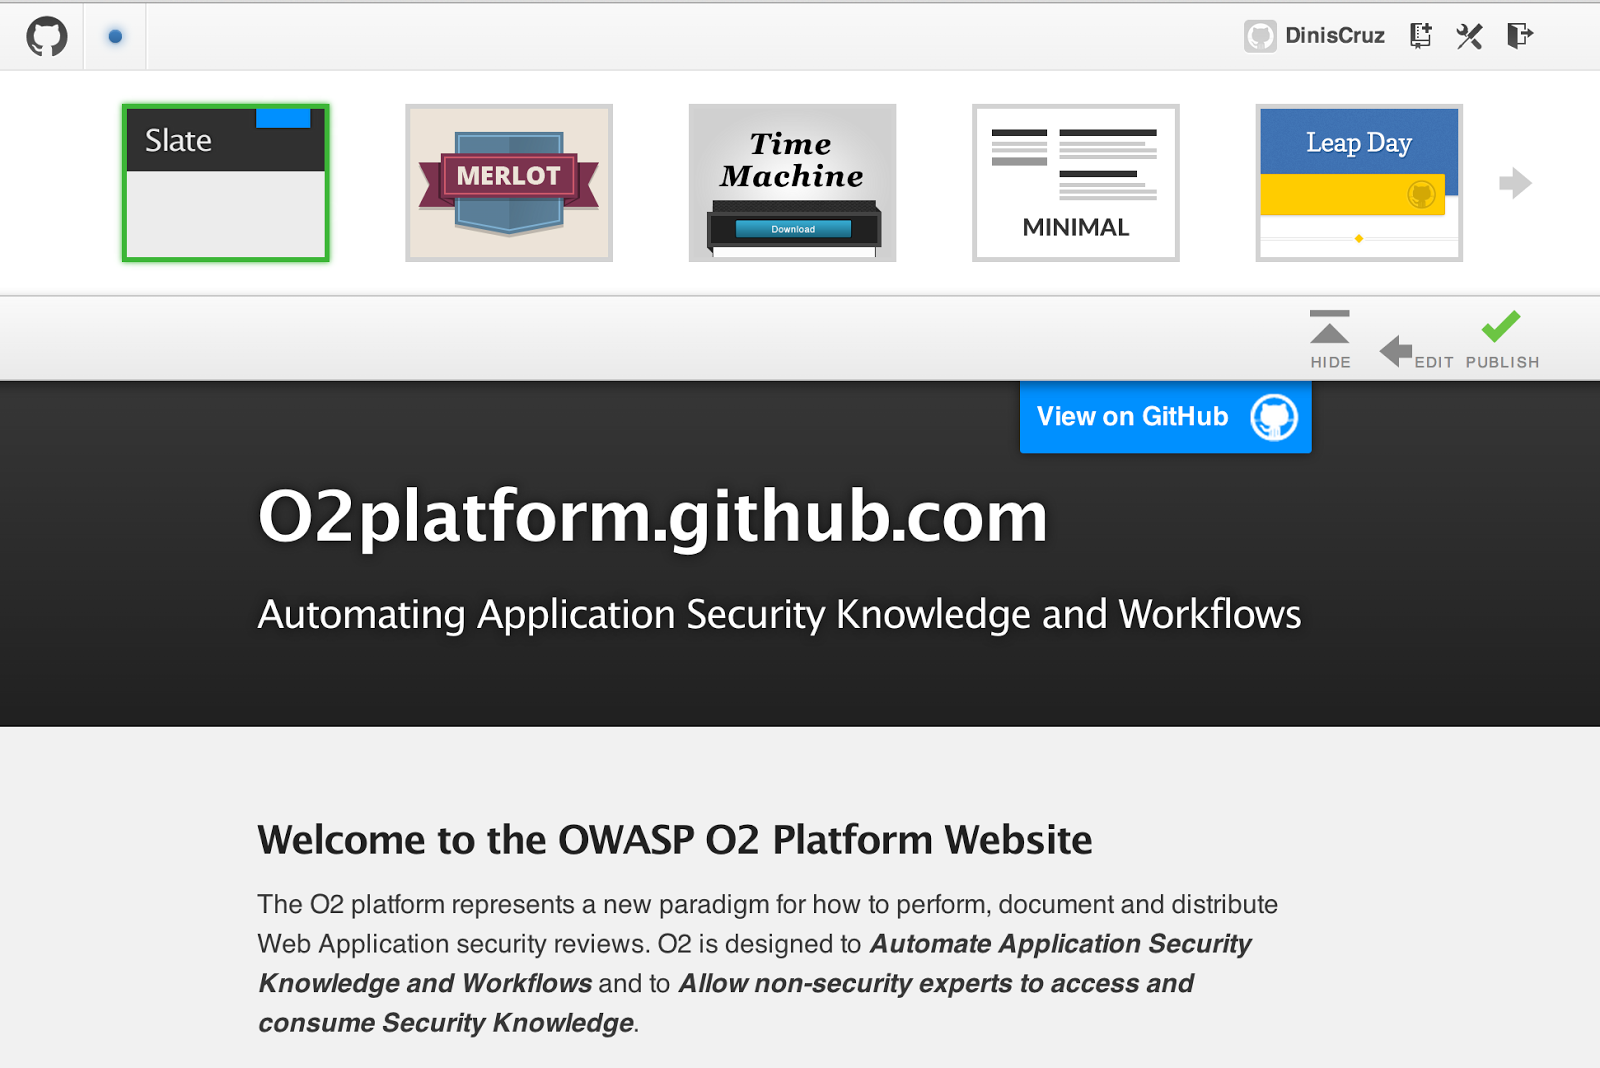 DinisCruz
Slate
MERLOT
Time
Machine
Download
MINIMAL
Leap Day
HIDE
EDIT
PUBLISH
View on GitHub
O2platform.github.com
Automating Application Security Knowledge and Workflows
Welcome to the OWASP O2 Platform Website
The O2 platform represents a new paradigm for how to perform, document and distribute
Web Application security reviews. O2 is designed to Automate Application Security
Knowledge and Workflows and to Allow non-security experts to access and
consume Security Knowledge.